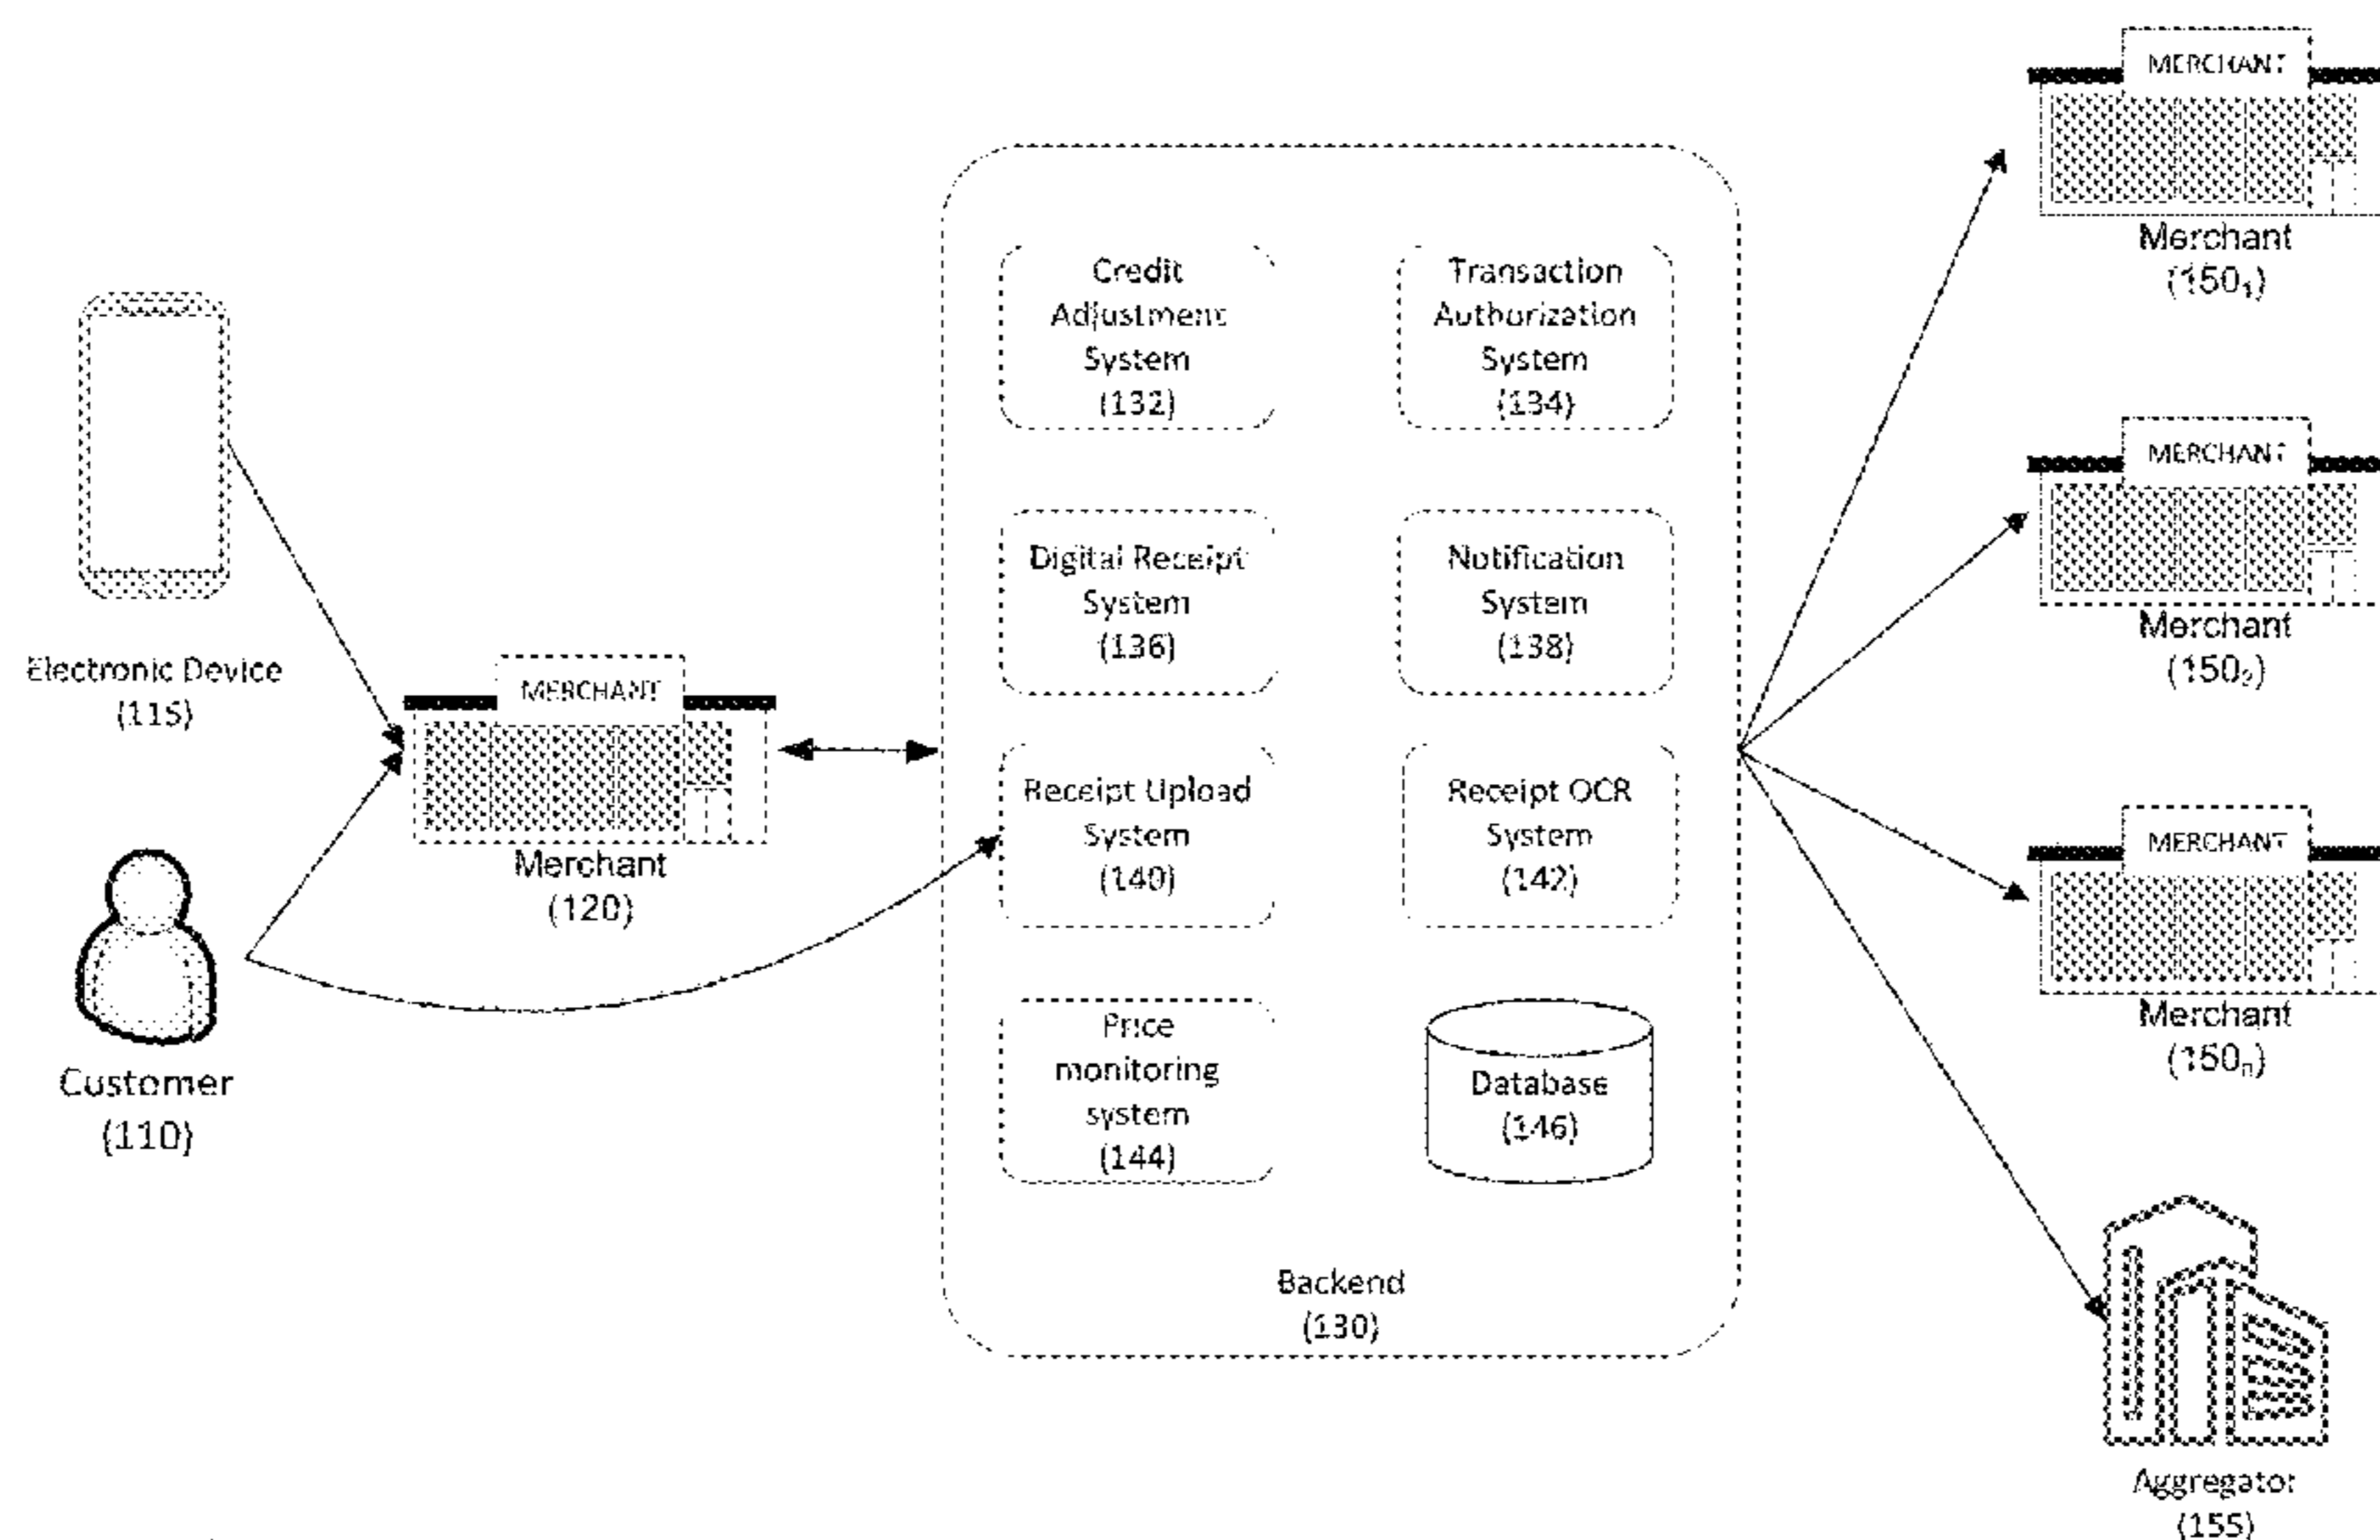 Electronic Device
(115)
Customer
(110)
MERCHANT
Merchant
(120)
Credit
Adjustment
System
(132)
Transaction
Authorization
System
(134)
Digital Receipt
System
(136)
Notification
System
(138)
Receipt Upload
System
(140)
Receipt OCR
System
(142)
Price
monitoring
system
(144)
Database
(146)
Backend
(130)
MERCHANT
Merchant
(150₁)
MERCHANT
Merchant
(150₂)
MERCHANT
Merchant
(150ₙ)
Aggregator
(155)